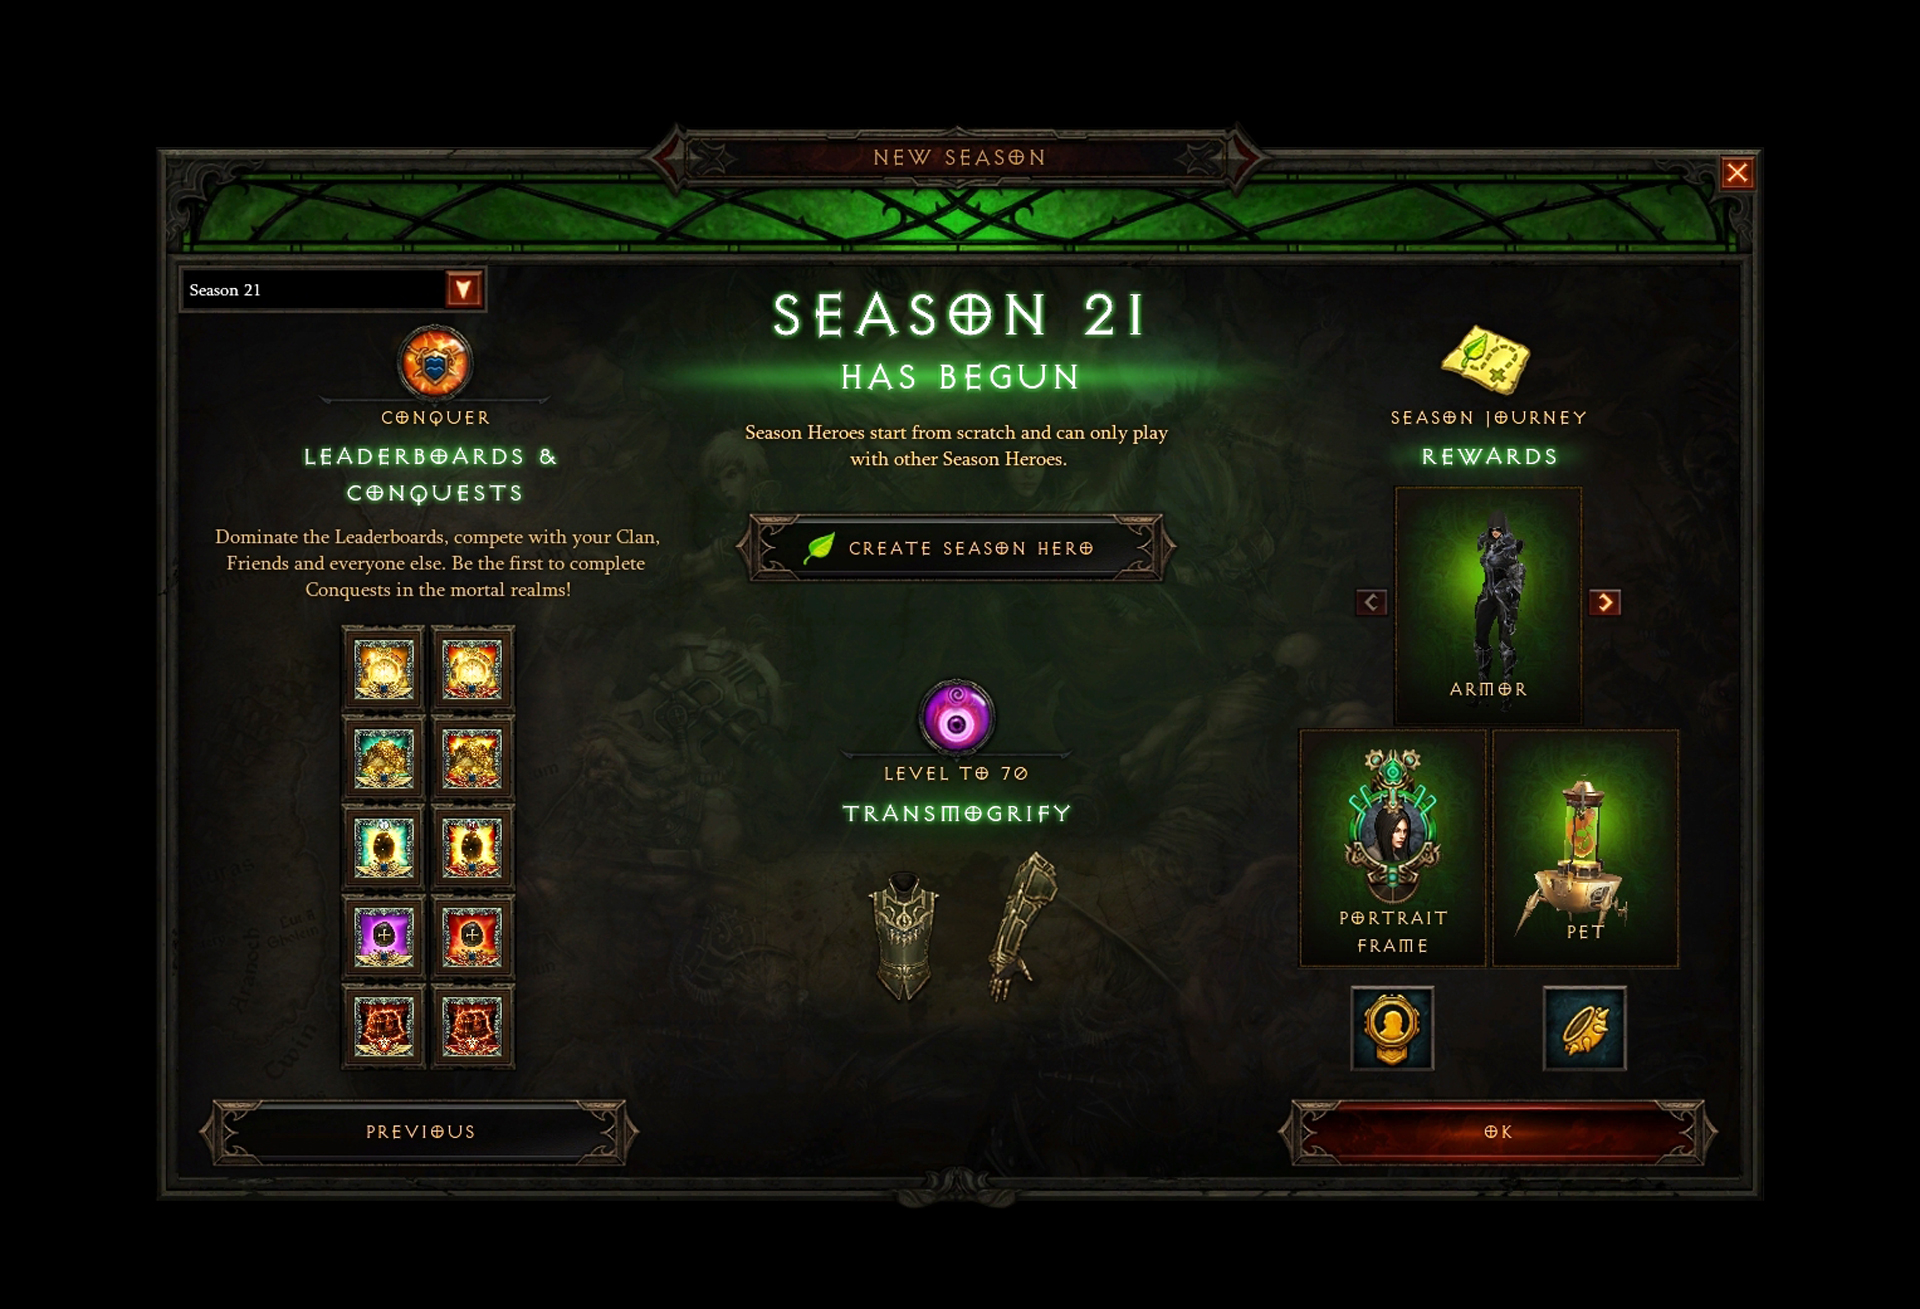 NEW SEASON
Season 21
SEASON 21
HAS BEGUN
Season Heroes start from scratch and can only play
with other Season Heroes.
CREATE SEASON HERO
CONQUER
LEADERBOARDS &
CONQUESTS
Dominate the Leaderboards, compete with your Clan,
Friends and everyone else. Be the first to complete
Conquests in the mortal realms!
LEVEL TO 70
TRANSMOGRIFY
SEASON JOURNEY
REWARDS
ARMOR
PORTRAIT
FRAME
PET
PREVIOUS
OK